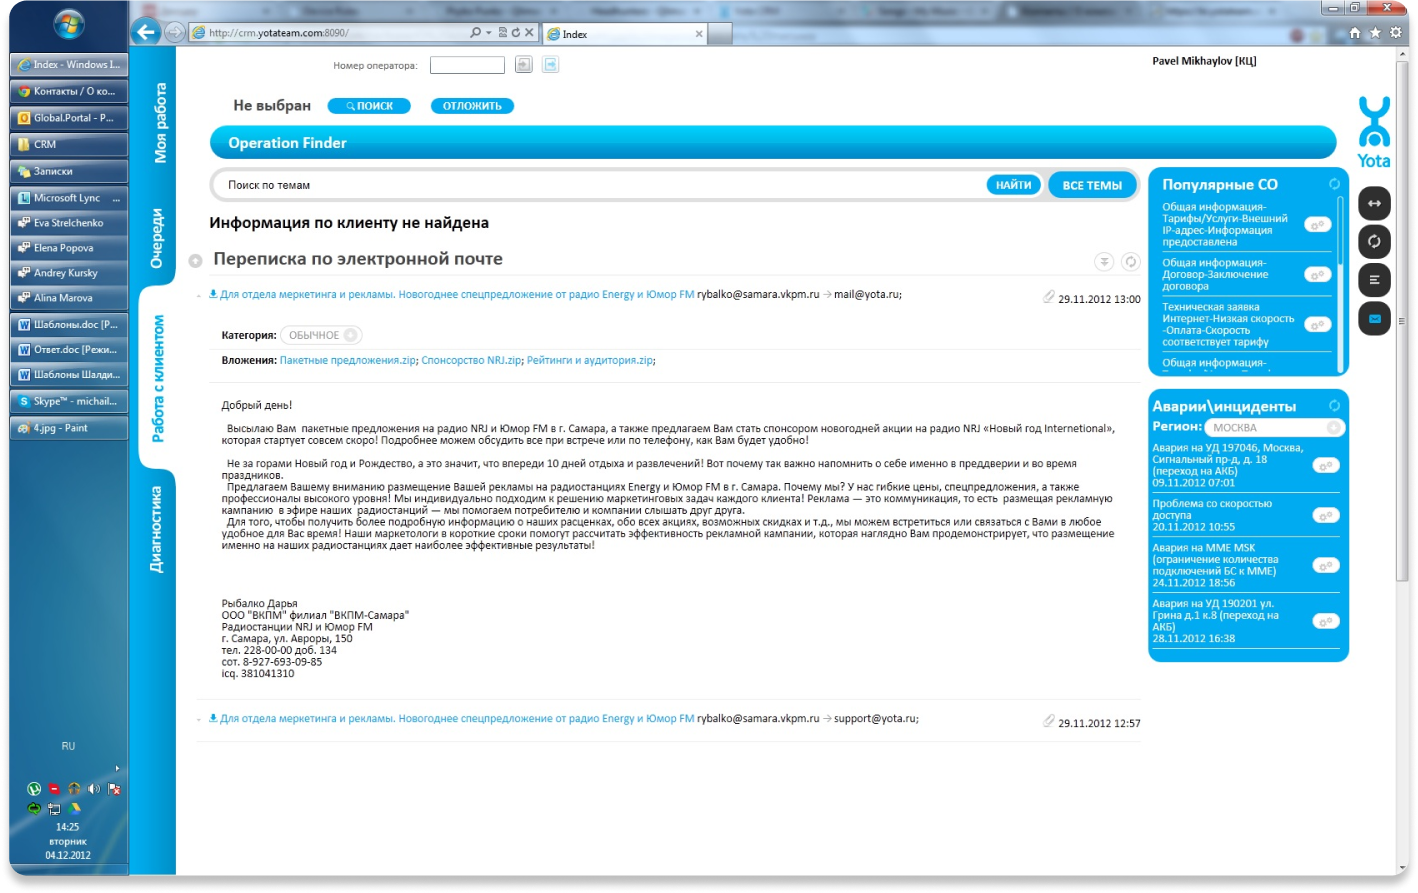 http://crm.yotateam.com:8090/
Index
Index - Windows I...
Контакты / О ко...
Global.Portal - P...
CRM
Записки
Microsoft Lync ...
Eva Strelchenko
Elena Popova
Andrey Kursky
Alina Marova
Шаблоны.doc [Р...
Ответ.doc [Режи...
Шаблоны Шалди...
Skype™ - michail...
4.jpg - Paint
RU
14:25
вторник
04.12.2012
Моя работа
Очереди
Работа с клиентом
Диагностика
Номер оператора:
Pavel Mikhaylov [КЦ]
Не выбран
ПОИСК
ОТЛОЖИТЬ
Operation Finder
Yota
Поиск по темам
НАЙТИ
ВСЕ ТЕМЫ
Информация по клиенту не найдена
Переписка по электронной почте
Для отдела меркетинга и рекламы. Новогоднее спецпредложение от радио Energy и Юмор FM rybalko@samara.vkpm.ru → mail@yota.ru;
29.11.2012 13:00
Категория: ОБЫЧНОЕ
Вложения: Пакетные предложения.zip; Спонсорство NRJ.zip; Рейтинги и аудитория.zip;
Добрый день!
Высылаю Вам пакетные предложения на радио NRJ и Юмор FM в г. Самара, а также предлагаем Вам стать спонсором новогодней акции на радио NRJ «Новый год Internetional»,
которая стартует совсем скоро! Подробнее можем обсудить все при встрече или по телефону, как Вам будет удобно!
Не за горами Новый год и Рождество, а это значит, что впереди 10 дней отдыха и развлечений! Вот почему так важно напомнить о себе именно в преддверии и во время
праздников.
Предлагаем Вашему вниманию размещение Вашей рекламы на радиостанциях Energy и Юмор FM в г. Самара. Почему мы? У нас гибкие цены, спецпредложения, а также
профессионалы высокого уровня! Мы индивидуально подходим к решению маркетинговых задач каждого клиента! Реклама — это коммуникация, то есть размещая рекламную
кампанию в эфире наших радиостанций — мы помогаем потребителю и компании слышать друг друга.
Для того, чтобы получить более подробную информацию о наших расценках, обо всех акциях, возможных скидках и т.д., мы можем встретиться или связаться с Вами в любое
удобное для Вас время! Наши маркетологи в короткие сроки помогут рассчитать эффективность рекламной кампании, которая наглядно Вам продемонстрирует, что размещение
именно на наших радиостанциях дает наиболее эффективные результаты!
Рыбалко Дарья
ООО "ВКПМ" филиал "ВКПМ-Самара"
Радиостанции NRJ и Юмор FM
г. Самара, ул. Авроры, 150
тел. 228-00-00 доб. 134
сот. 8-927-693-09-85
icq. 381041310
Для отдела меркетинга и рекламы. Новогоднее спецпредложение от радио Energy и Юмор FM rybalko@samara.vkpm.ru → support@yota.ru;
29.11.2012 12:57
Популярные СО
Общая информация-
Тарифы/Услуги-Внешний
IP-адрес-Информация
предоставлена
Общая информация-
Договор-Заключение
договора
Техническая заявка
Интернет-Низкая скорость
-Оплата-Скорость
соответствует тарифу
Общая информация-
Аварии\инциденты
Регион: МОСКВА
Авария на УД 197046, Москва,
Сигнальный пр-д, д. 18
(переход на АКБ)
09.11.2012 07:01
Проблема со скоростью
доступа
20.11.2012 10:55
Авария на MME MSK
(ограничение количества
подключений БС к MME)
24.11.2012 18:56
Авария на УД 190201 ул.
Грина д.1 к.8 (переход на
АКБ)
28.11.2012 16:38